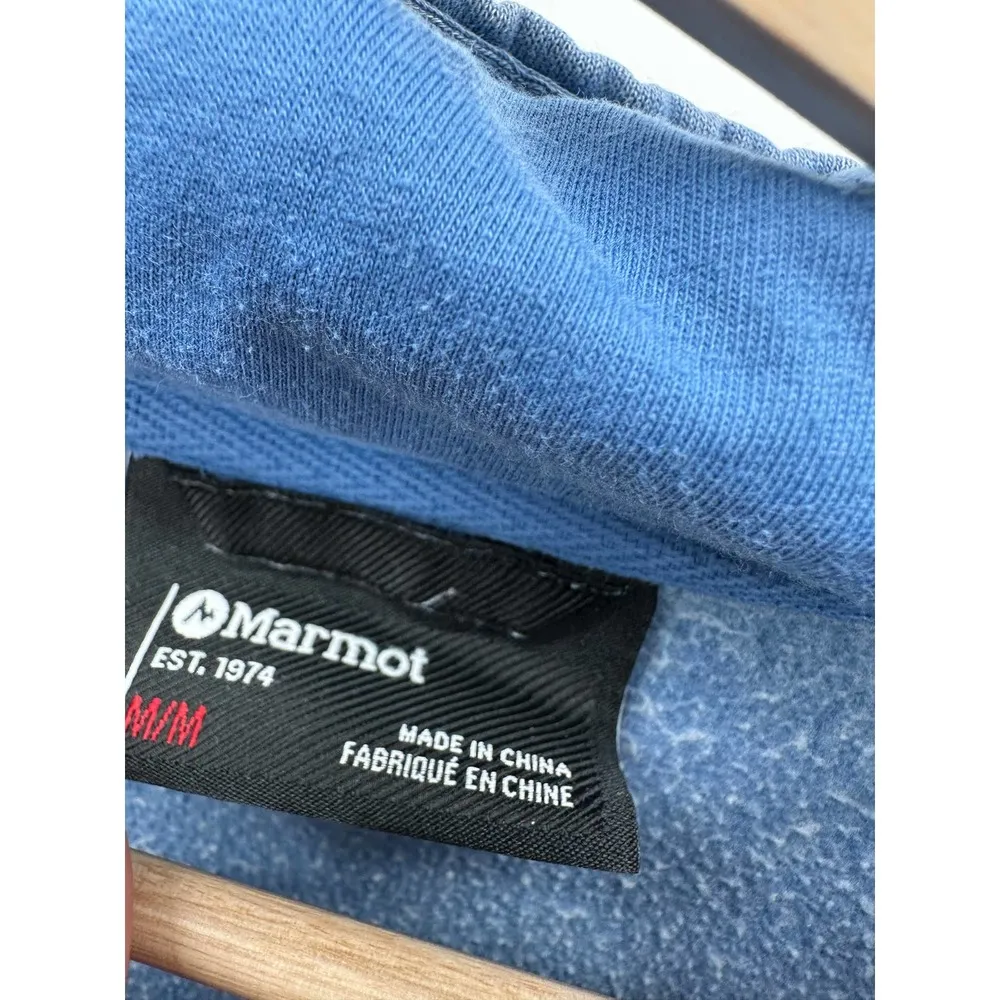 Marmot
EST. 1974
M/M
MADE IN CHINA
FABRIQUÉ EN CHINE